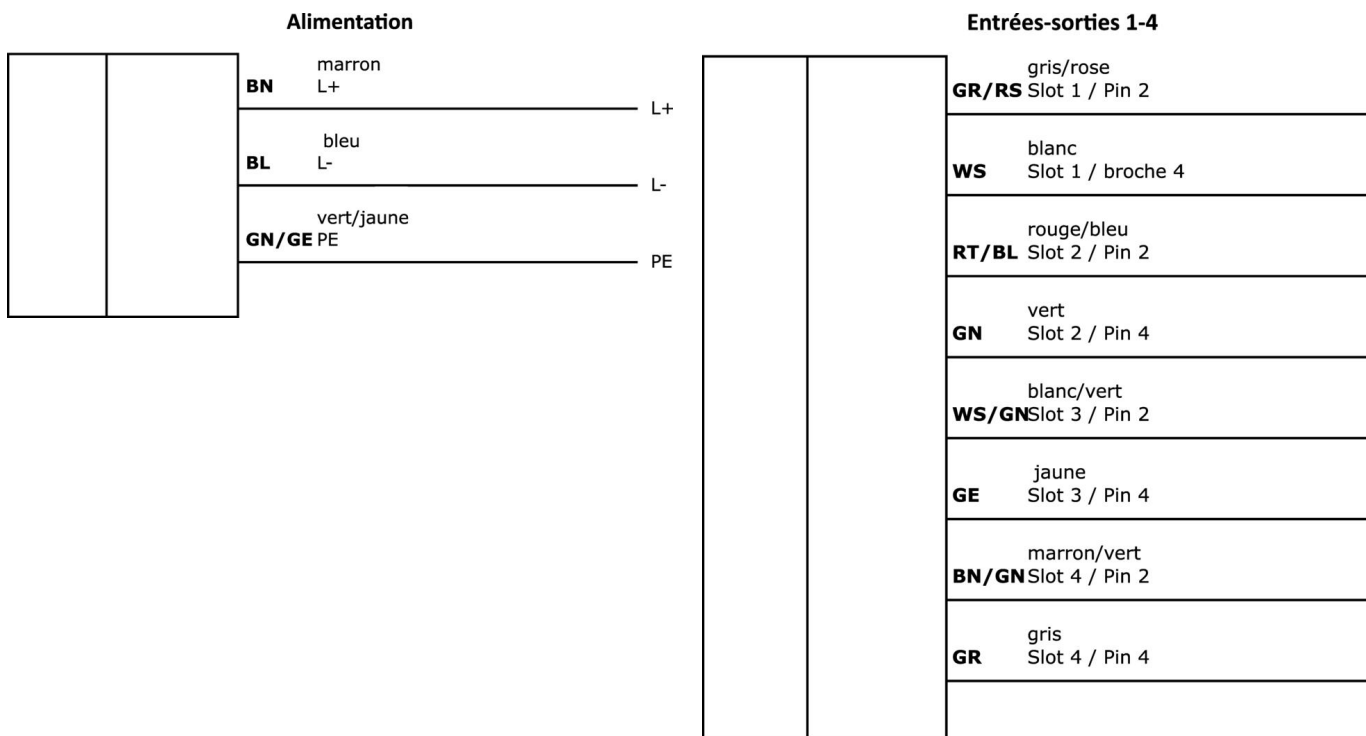 Alimentation
marron
BN L+
L+
bleu
BL L-
L-
vert/jaune
GN/GE PE
PE
Entrées-sorties 1-4
gris/rose
GR/RS Slot 1 / Pin 2
blanc
WS Slot 1 / broche 4
rouge/bleu
RT/BL Slot 2 / Pin 2
vert
GN Slot 2 / Pin 4
blanc/vert
WS/GN Slot 3 / Pin 2
jaune
GE Slot 3 / Pin 4
marron/vert
BN/GN Slot 4 / Pin 2
gris
GR Slot 4 / Pin 4